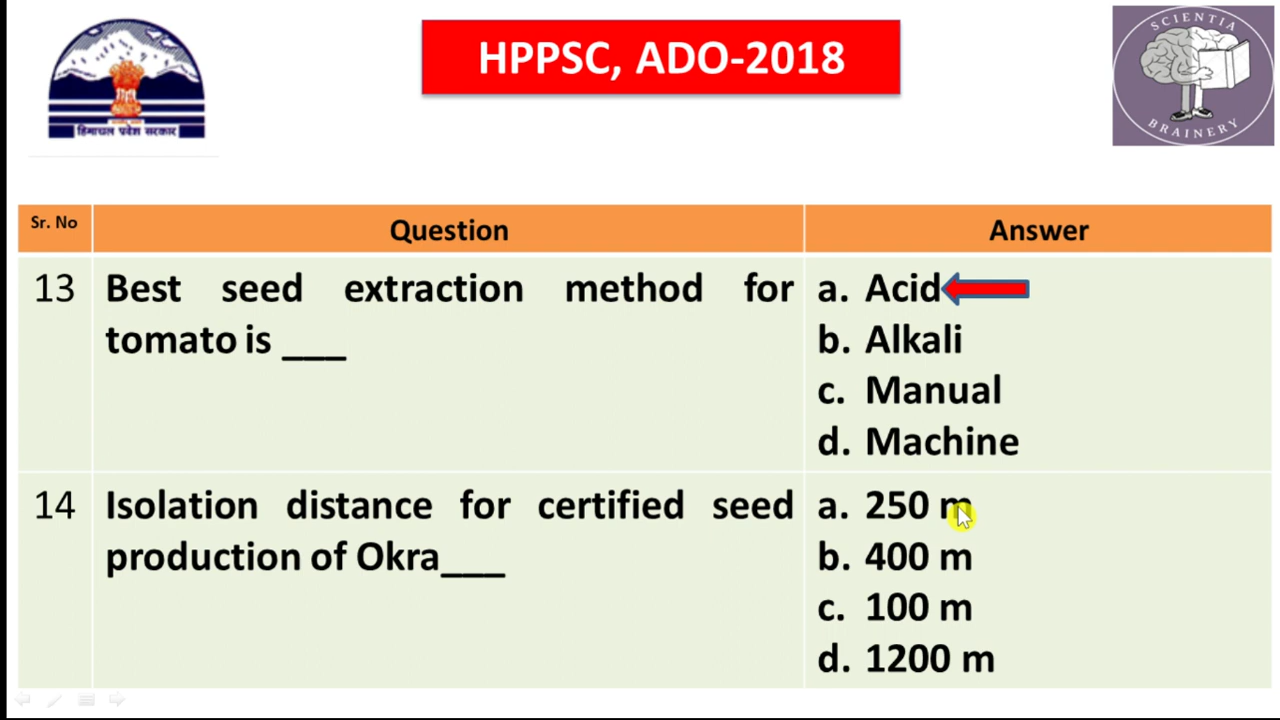 HPPSC, ADO-2018
SCIENTIA
BRAINERY
हिमाचल प्रदेश सरकार
Sr. No Question Answer
13 Best seed extraction method for a. Acid
tomato is ___ b. Alkali
c. Manual
d. Machine
14 Isolation distance for certified seed a. 250 m
production of Okra___ b. 400 m
c. 100 m
d. 1200 m